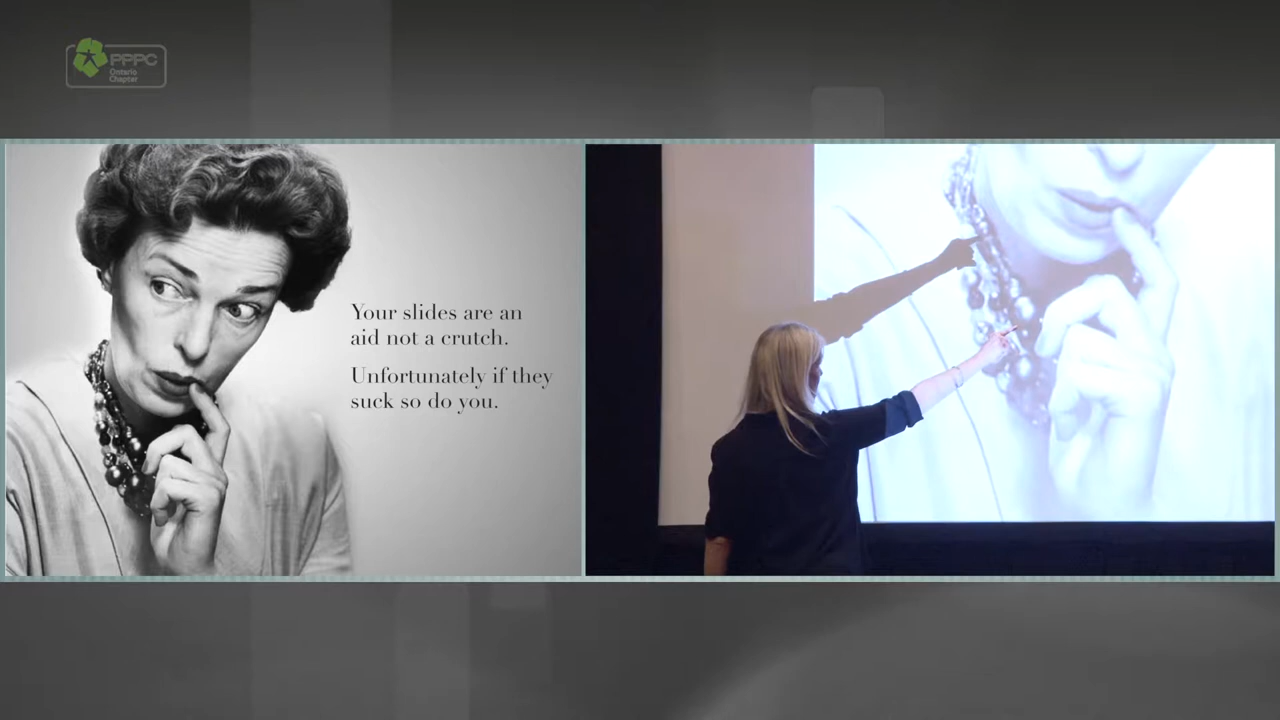 PPPC
Ontario
Chapter
Your slides are an
aid not a crutch.
Unfortunately if they
suck so do you.